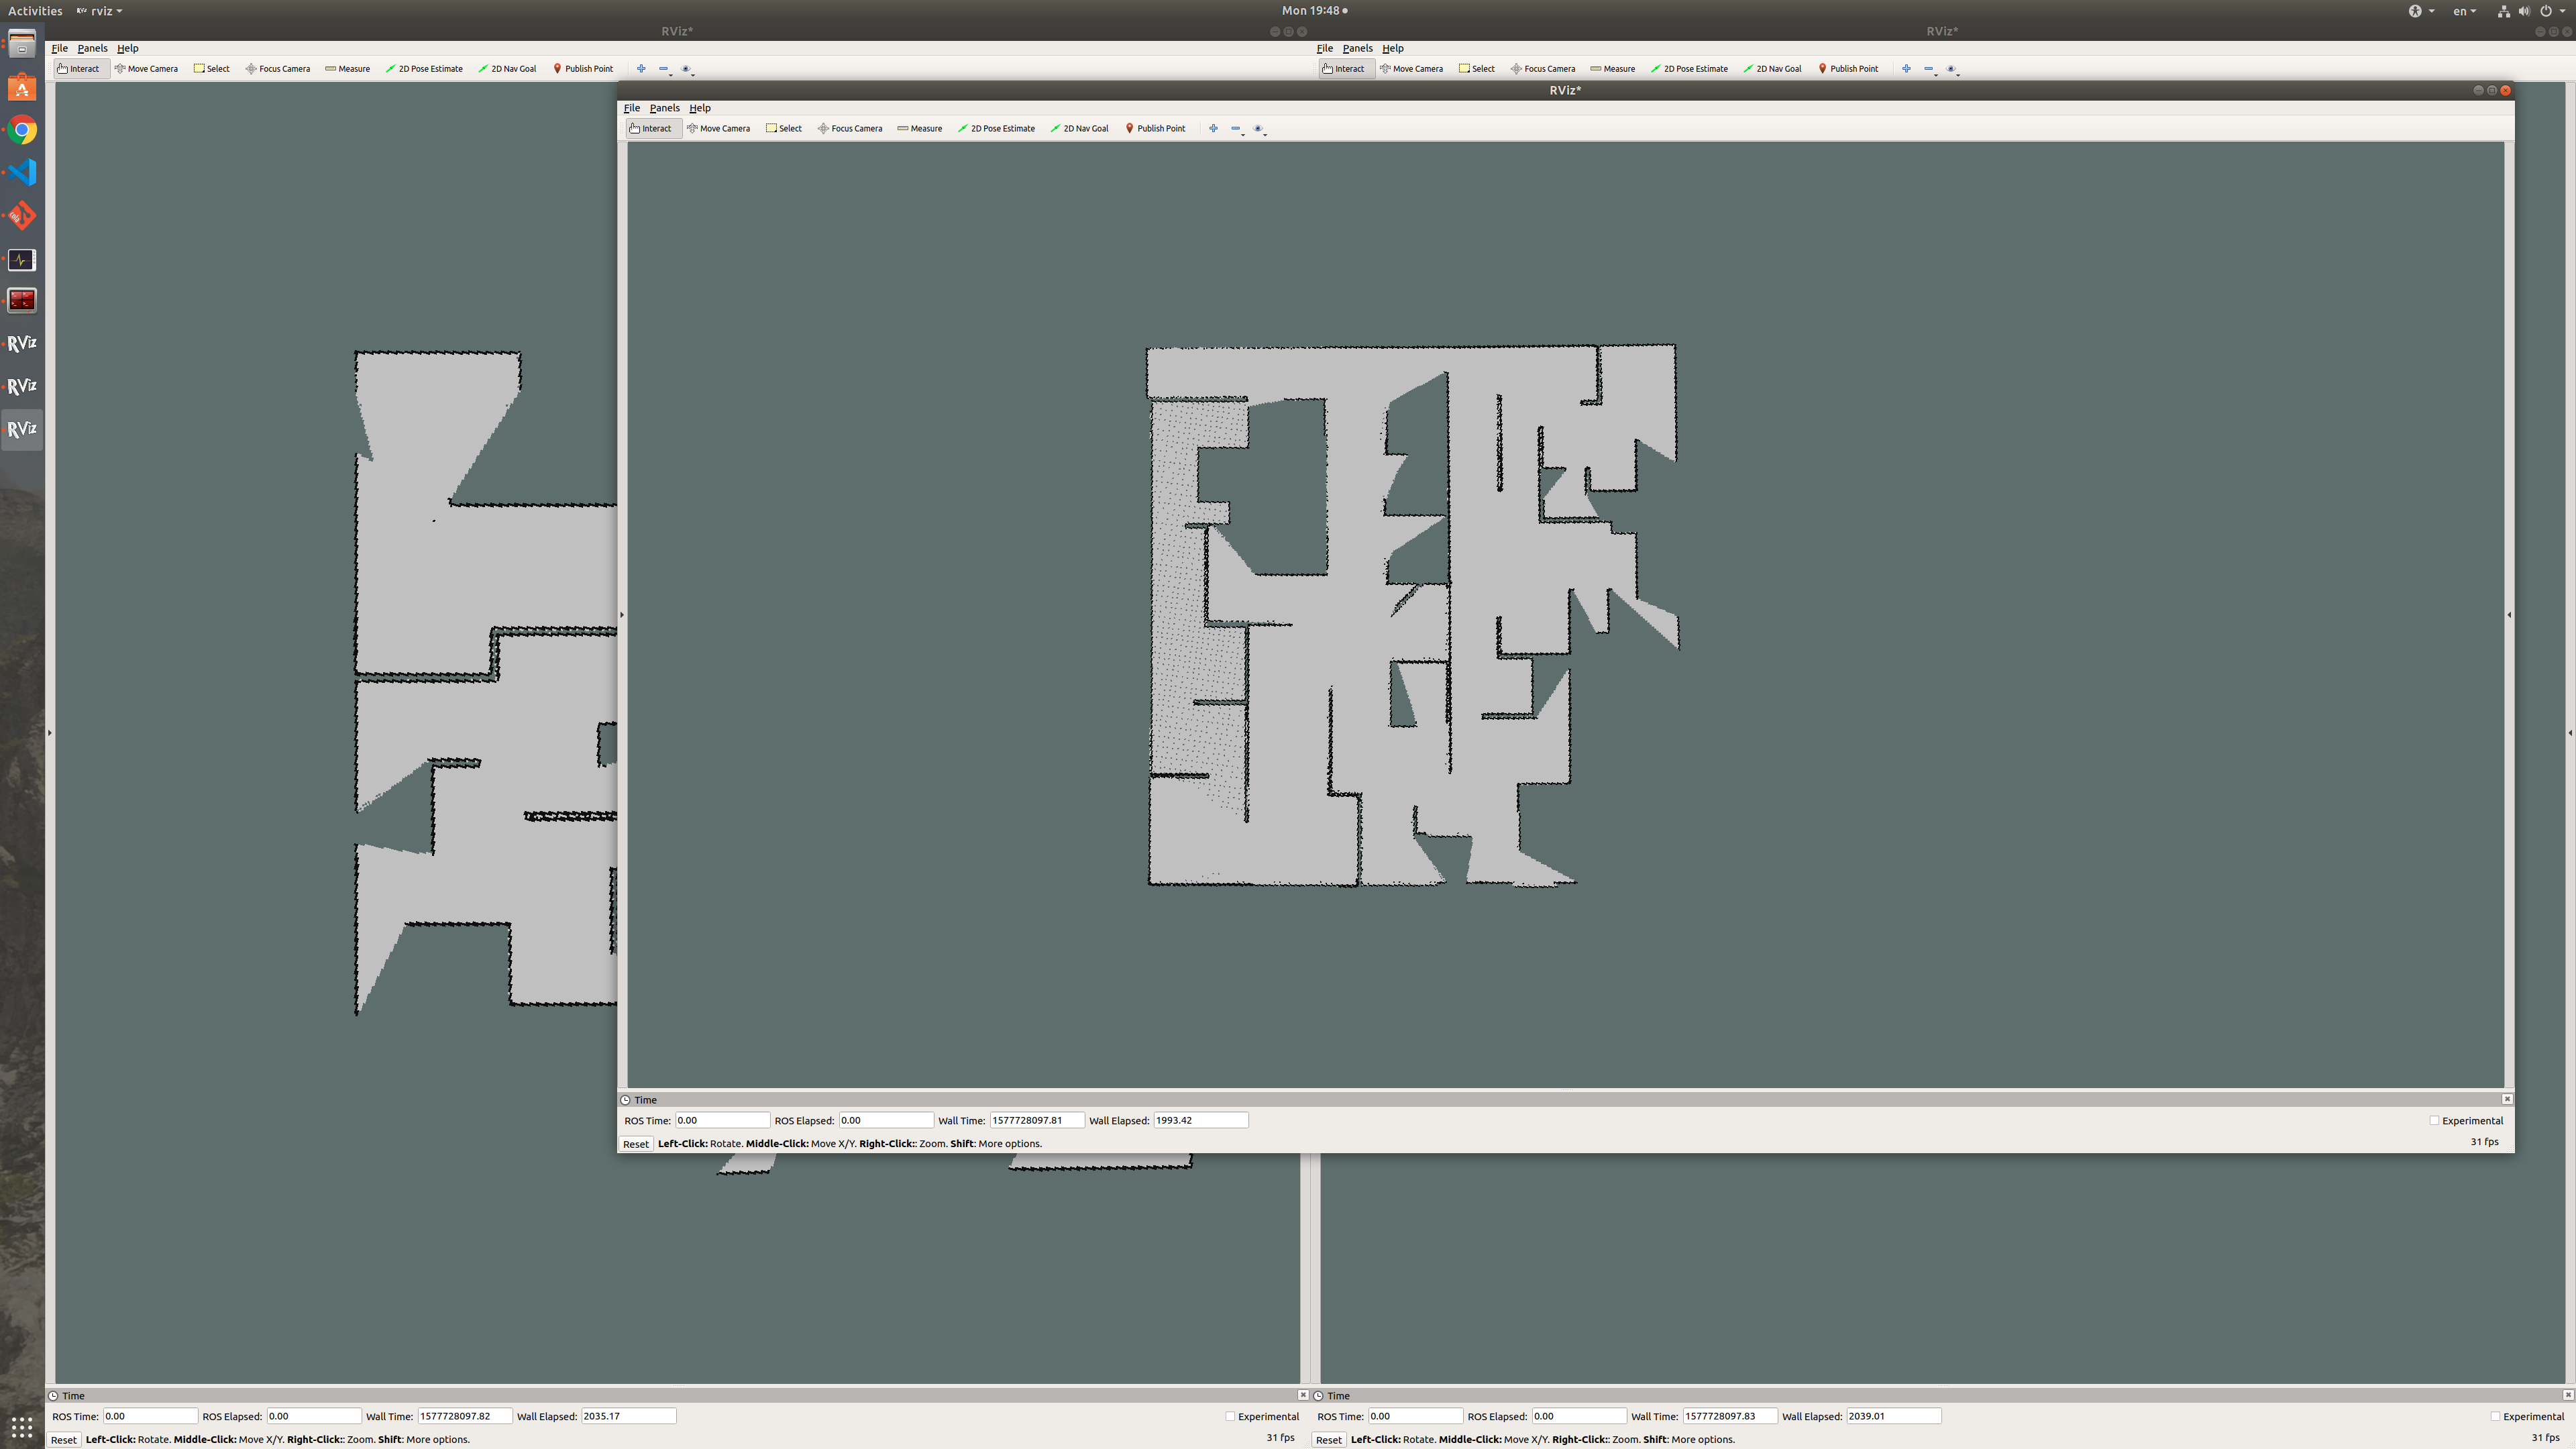 Activities rviz Mon 19:48 en
RViz* RViz*
File Panels Help File Panels Help
Interact Move Camera Select Focus Camera Measure 2D Pose Estimate 2D Nav Goal Publish Point Interact Move Camera Select Focus Camera Measure 2D Pose Estimate 2D Nav Goal Publish Point
RViz*
File Panels Help
Interact Move Camera Select Focus Camera Measure 2D Pose Estimate 2D Nav Goal Publish Point
RViz
RViz
RViz
Time
ROS Time: 0.00 ROS Elapsed: 0.00 Wall Time: 1577728097.81 Wall Elapsed: 1993.42 Experimental
Reset Left-Click: Rotate. Middle-Click: Move X/Y. Right-Click:: Zoom. Shift: More options. 31 fps
Time Time
ROS Time: 0.00 ROS Elapsed: 0.00 Wall Time: 1577728097.82 Wall Elapsed: 2035.17 Experimental ROS Time: 0.00 ROS Elapsed: 0.00 Wall Time: 1577728097.83 Wall Elapsed: 2039.01 Experimental
Reset Left-Click: Rotate. Middle-Click: Move X/Y. Right-Click:: Zoom. Shift: More options. 31 fps Reset Left-Click: Rotate. Middle-Click: Move X/Y. Right-Click:: Zoom. Shift: More options. 31 fps